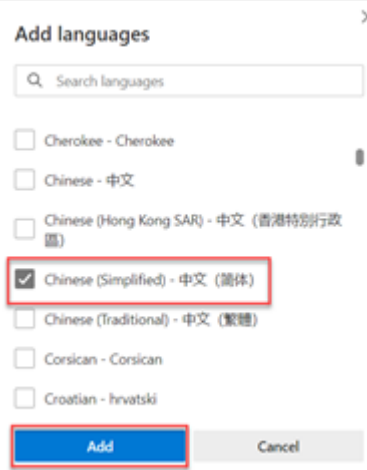 Add languages
Search languages
Cherokee - Cherokee
Chinese - 中文
Chinese (Hong Kong SAR) - 中文（香港特別行政
區）
Chinese (Simplified) - 中文（简体）
Chinese (Traditional) - 中文（繁體）
Corsican - Corsican
Croatian - hrvatski
Add Cancel